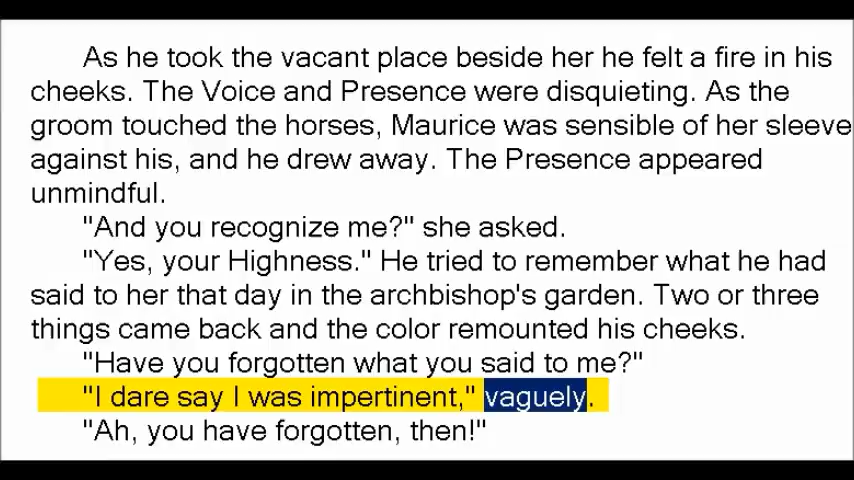 As he took the vacant place beside her he felt a fire in his
cheeks. The Voice and Presence were disquieting. As the
groom touched the horses, Maurice was sensible of her sleeve
against his, and he drew away. The Presence appeared
unmindful.
"And you recognize me?" she asked.
"Yes, your Highness." He tried to remember what he had
said to her that day in the archbishop's garden. Two or three
things came back and the color remounted his cheeks.
"Have you forgotten what you said to me?"
"I dare say I was impertinent," vaguely.
"Ah, you have forgotten, then!"